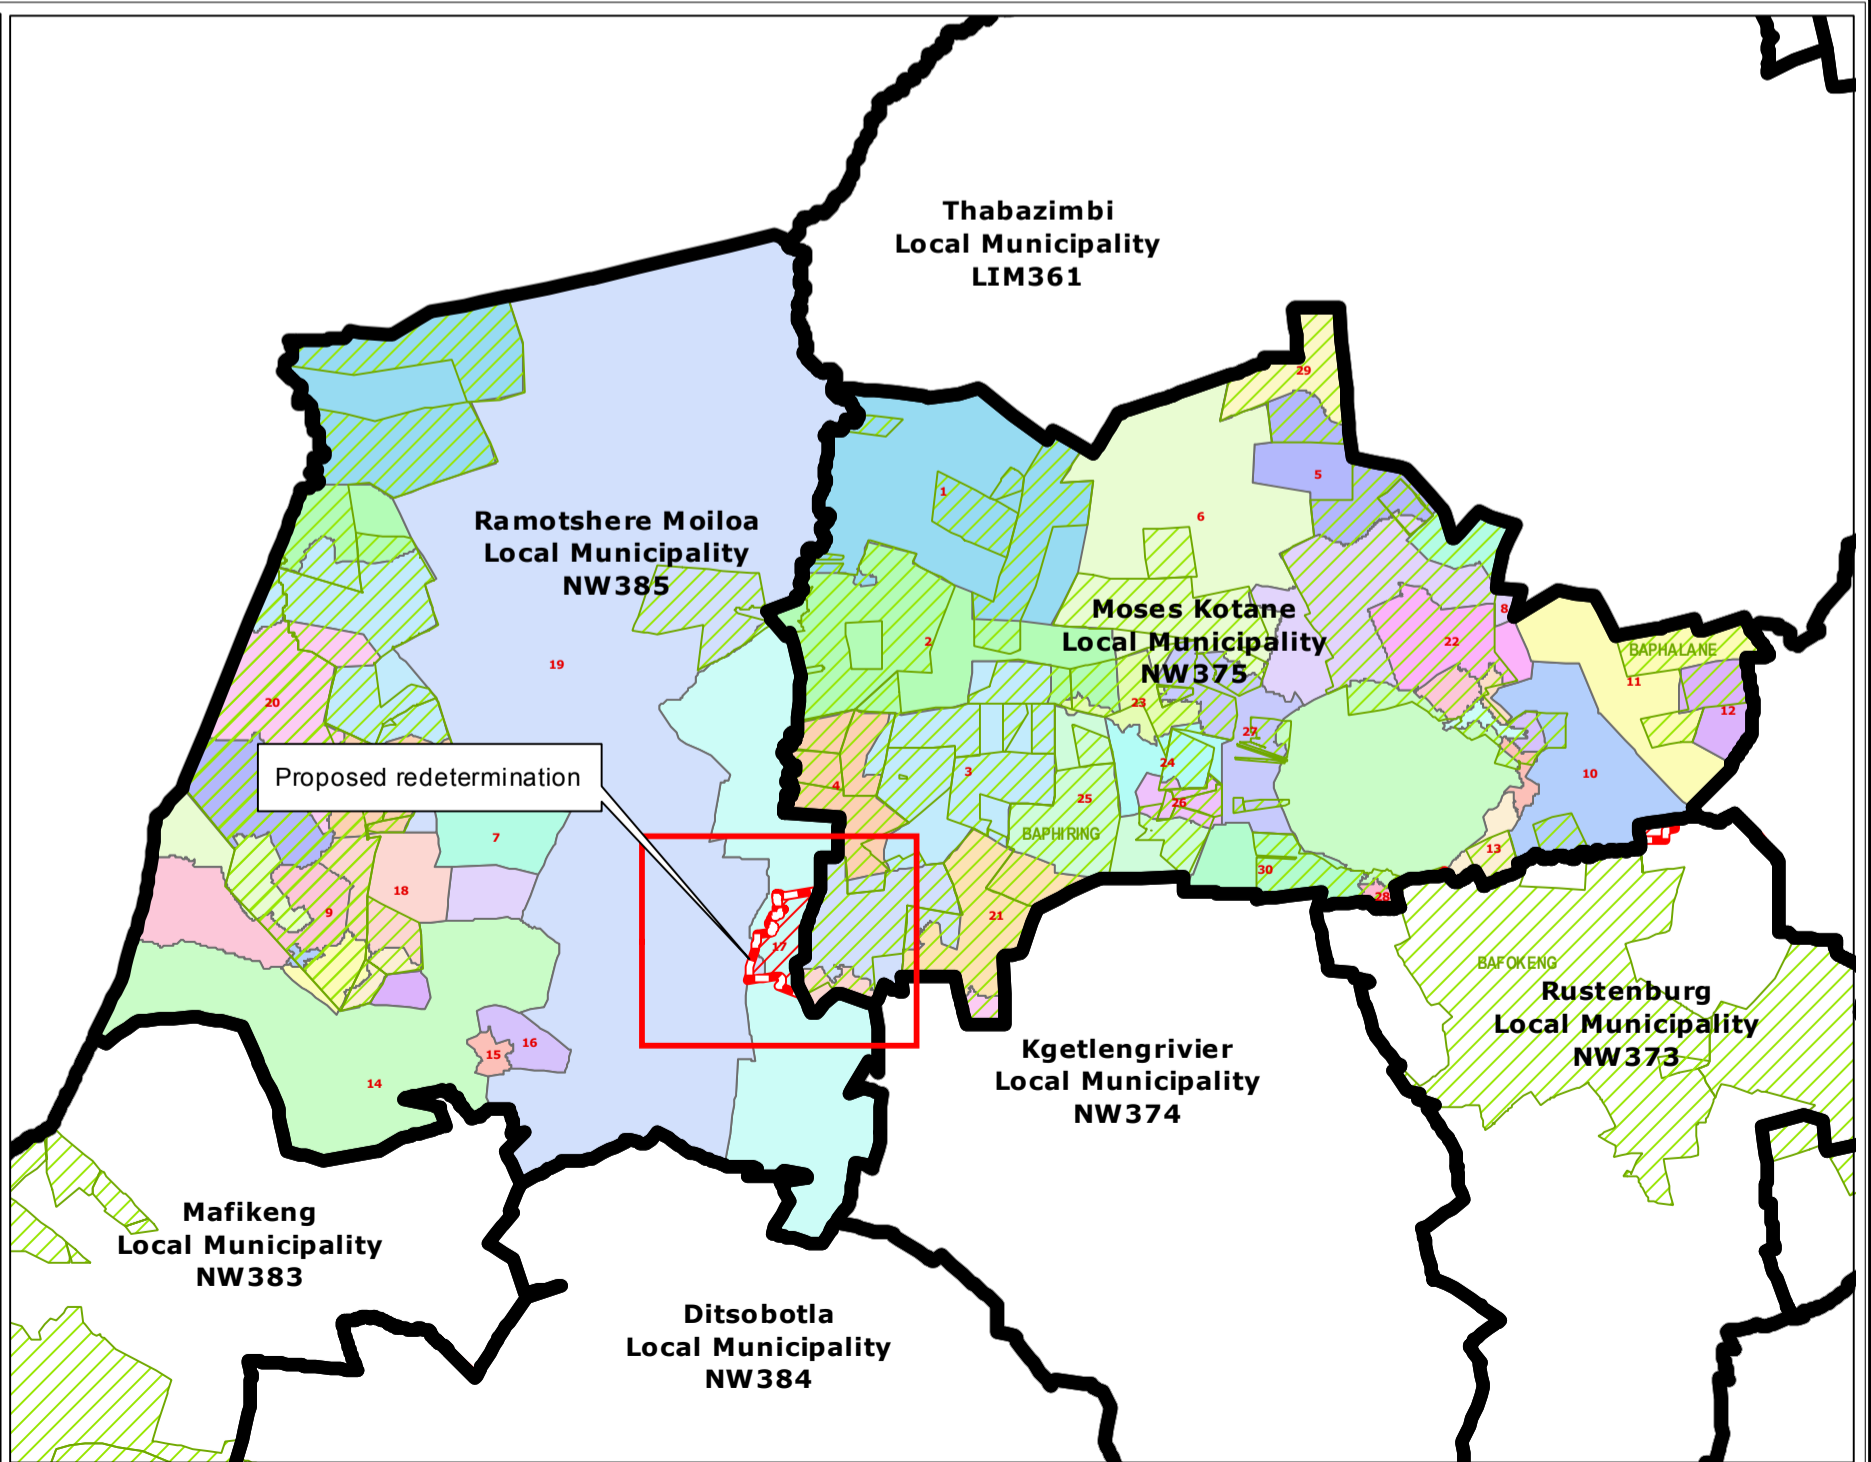 Thabazimbi
Local Municipality
LIM361
29
5
1
6
Ramotshere Moiloa
Local Municipality
NW385
Moses Kotane
Local Municipality
NW375
8
2
22
BAPHALANE
19
11
20
23
12
27
24
Proposed redetermination
3
10
4
25
26
7
BAPHIRING
13
30
18
28
9
21
17
BAFOKENG
Rustenburg
Local Municipality
NW373
16
15
14
Kgetlengrivier
Local Municipality
NW374
Mafikeng
Local Municipality
NW383
Ditsobotla
Local Municipality
NW384